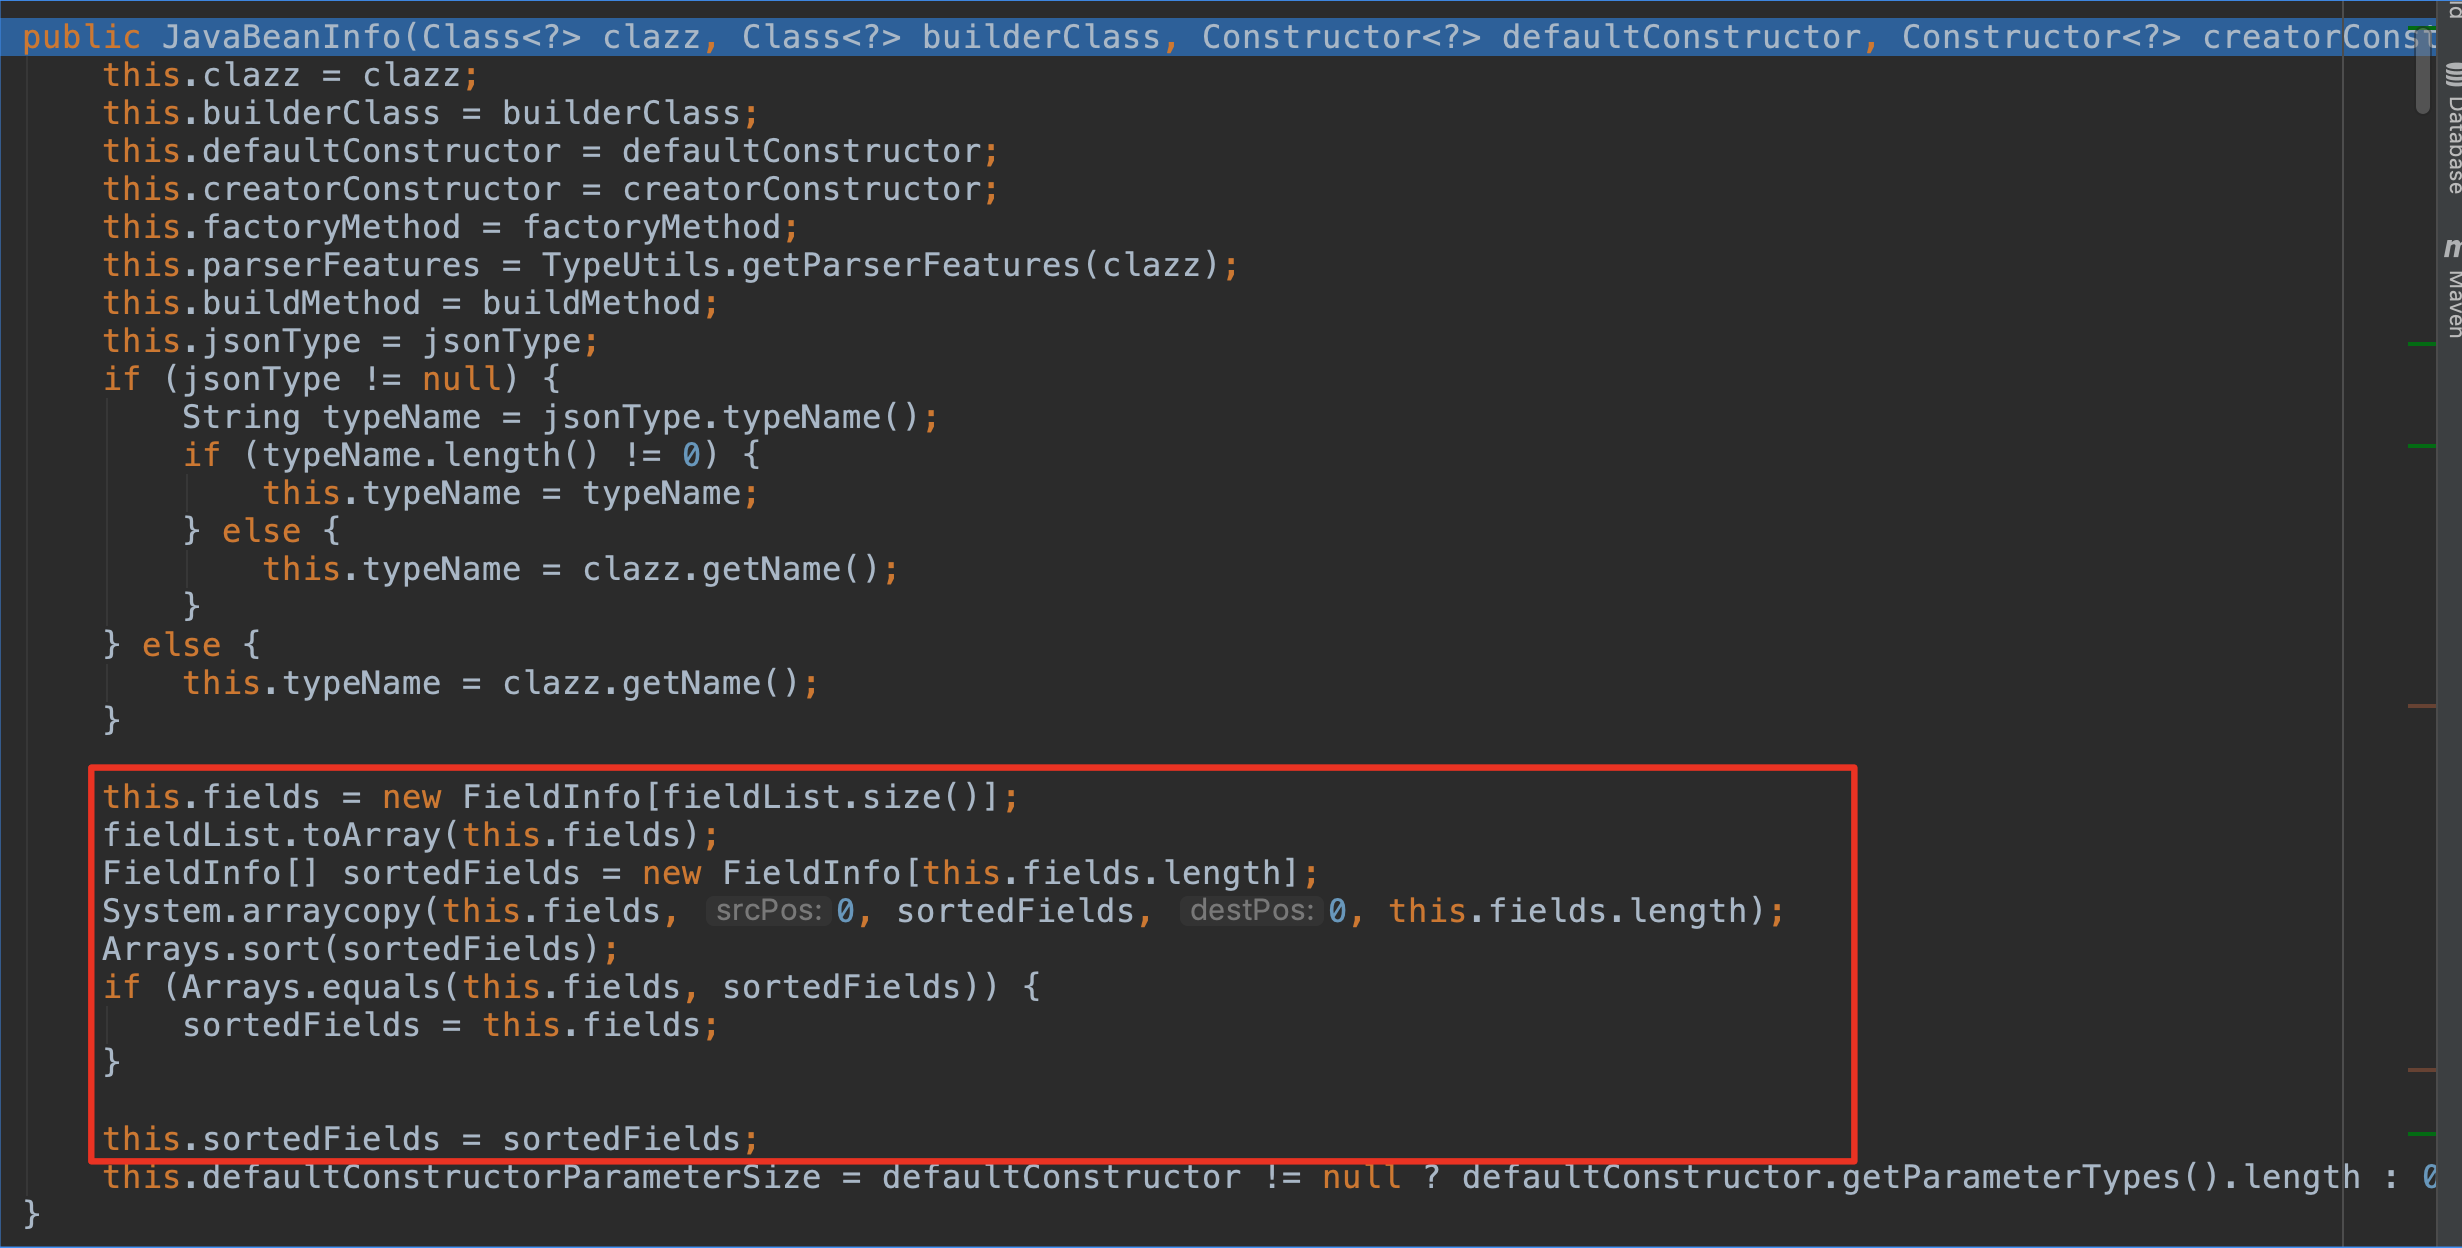 public JavaBeanInfo(Class<?> clazz, Class<?> builderClass, Constructor<?> defaultConstructor, Constructor<?> creatorConst
this.clazz = clazz;
this.builderClass = builderClass;
this.defaultConstructor = defaultConstructor;
this.creatorConstructor = creatorConstructor;
this.factoryMethod = factoryMethod;
this.parserFeatures = TypeUtils.getParserFeatures(clazz);
this.buildMethod = buildMethod;
this.jsonType = jsonType;
if (jsonType != null) {
String typeName = jsonType.typeName();
if (typeName.length() != 0) {
this.typeName = typeName;
} else {
this.typeName = clazz.getName();
}
} else {
this.typeName = clazz.getName();
}
this.fields = new FieldInfo[fieldList.size()];
fieldList.toArray(this.fields);
FieldInfo[] sortedFields = new FieldInfo[this.fields.length];
System.arraycopy(this.fields, srcPos: 0, sortedFields, destPos: 0, this.fields.length);
Arrays.sort(sortedFields);
if (Arrays.equals(this.fields, sortedFields)) {
sortedFields = this.fields;
}
this.sortedFields = sortedFields;
this.defaultConstructorParameterSize = defaultConstructor != null ? defaultConstructor.getParameterTypes().length : 0
}
Database
Maven